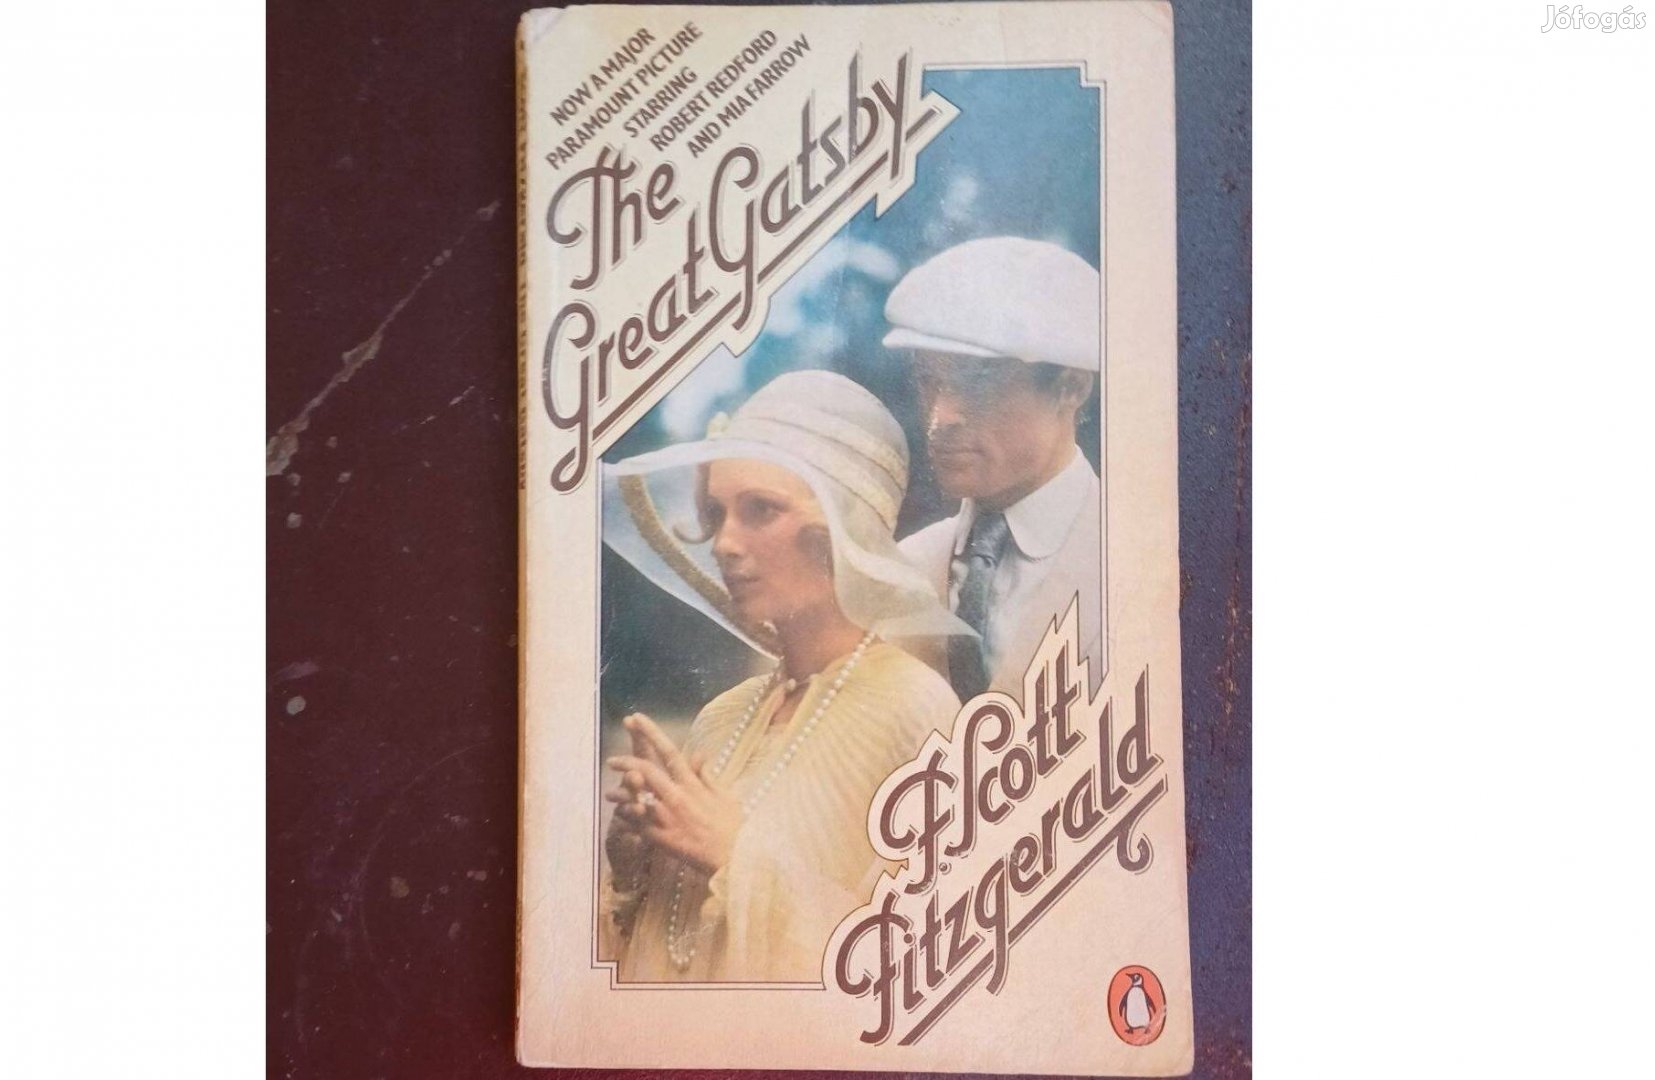 Jófogás
NOW A MAJOR
PARAMOUNT PICTURE
STARRING
ROBERT REDFORD
AND MIA FARROW
The
Great Gatsby
F. Scott
Fitzgerald